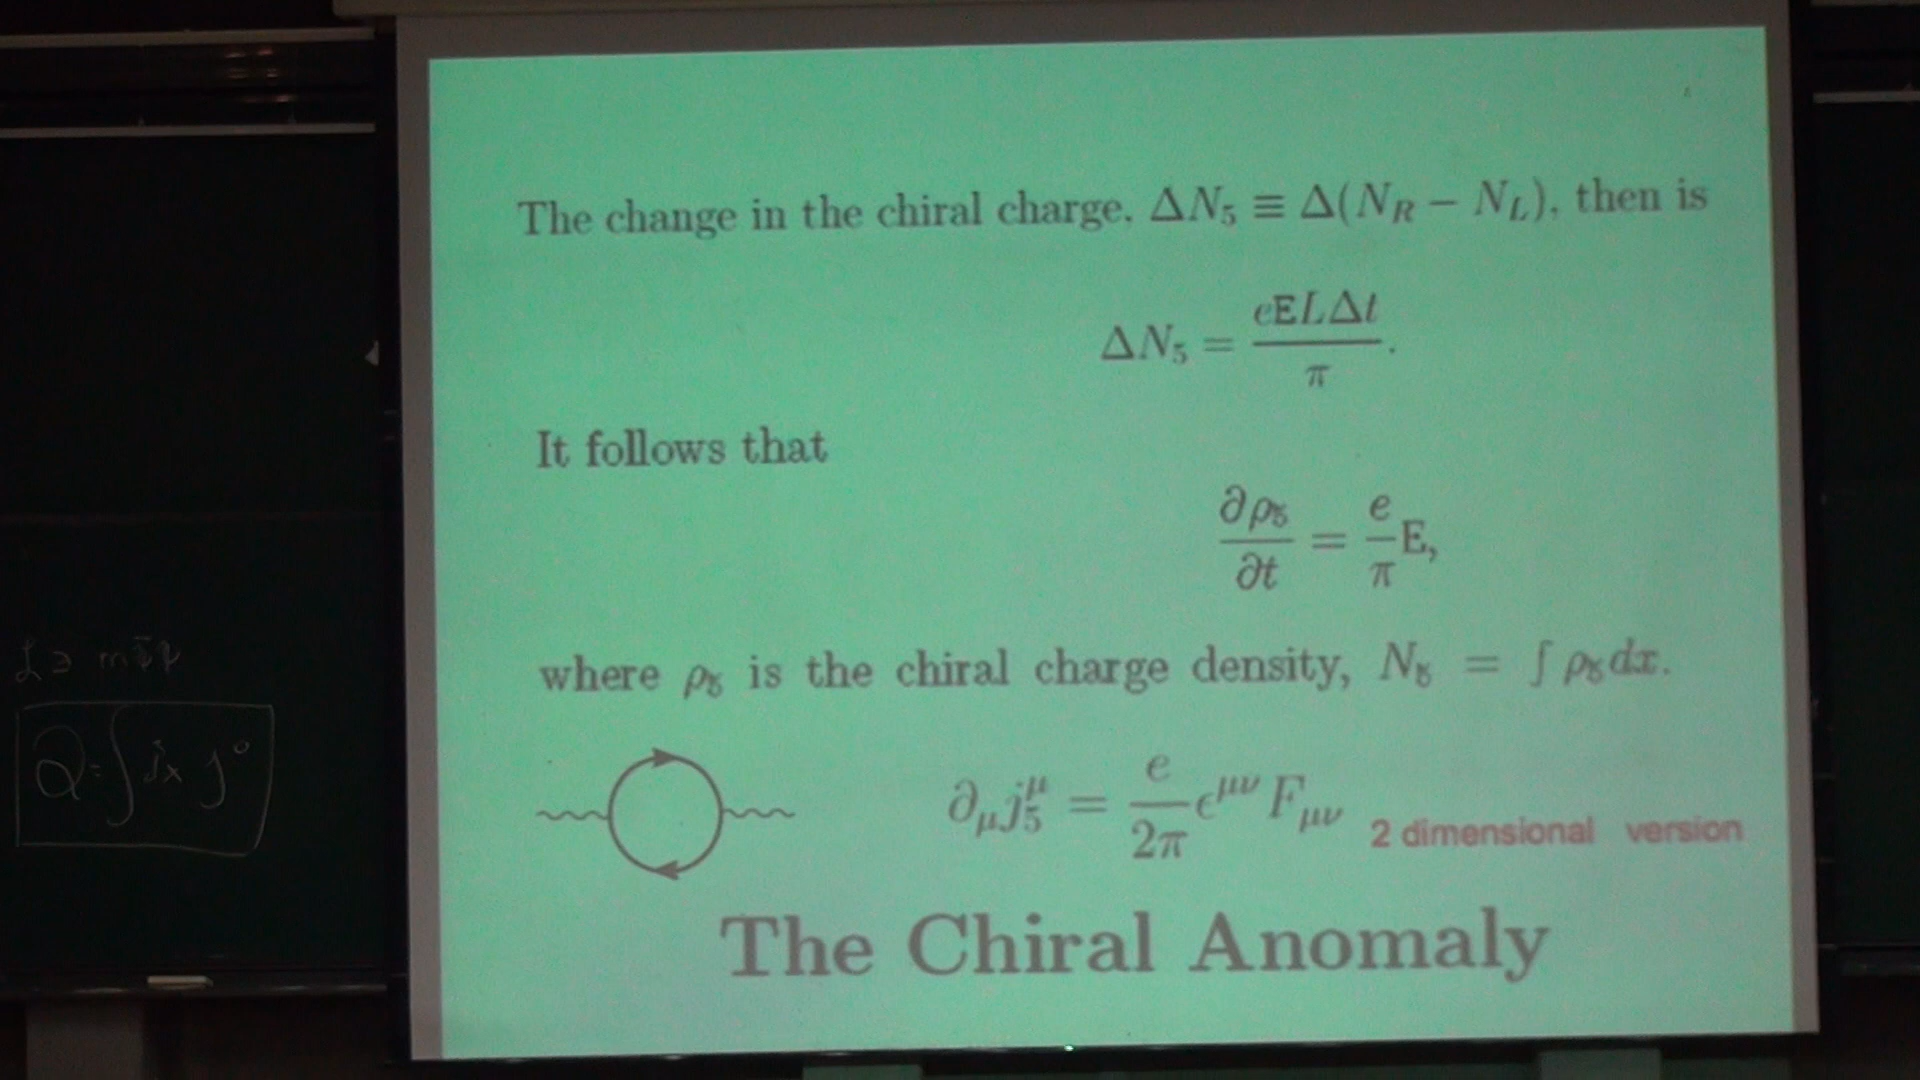 The change in the chiral charge, ΔN₅ ≡ Δ(N_R − N_L), then is
ΔN₅ = eELΔt / π.
It follows that
∂ρ₅/∂t = e/π E,
where ρ₅ is the chiral charge density, N₅ = ∫ ρ₅dx.
∂_μ j₅^μ = e/2π ε^{μν} F_{μν} 2 dimensional version
The Chiral Anomaly
Q = ∫dx j⁰